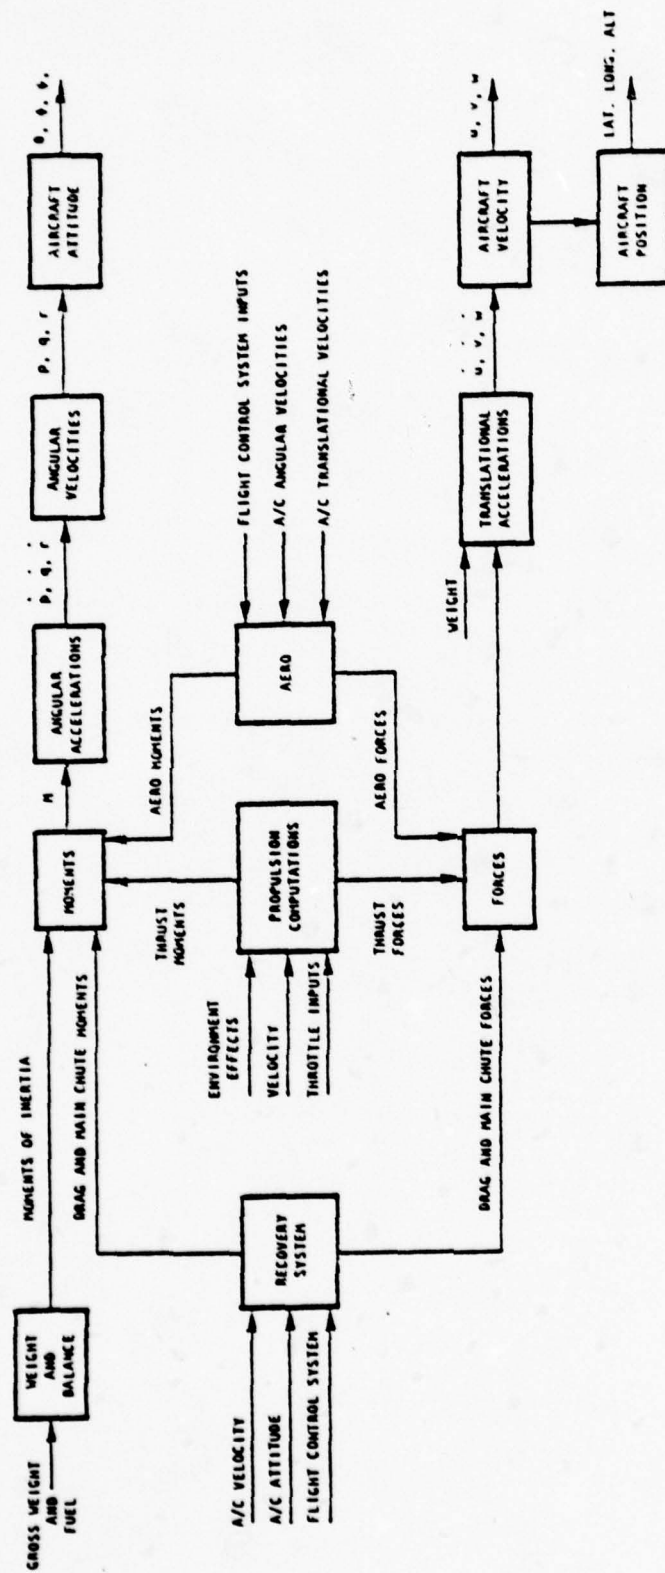 GROSS WEIGHT
AND
FUEL
WEIGHT
AND
BALANCE
MOMENTS OF INERTIA
DRAG AND MAIN CHUTE MOMENTS
MOMENTS
M
ANGULAR
ACCELERATIONS
ṗ, q̇, ṙ
ANGULAR
VELOCITIES
P, q, r
AIRCRAFT
ATTITUDE
A/C VELOCITY
A/C ATTITUDE
FLIGHT CONTROL SYSTEM
RECOVERY
SYSTEM
ENVIRONMENT
EFFECTS
VELOCITY
THROTTLE INPUTS
THRUST
MOMENTS
PROPULSION
COMPUTATIONS
THRUST
FORCES
AERO MOMENTS
AERO
AERO FORCES
FLIGHT CONTROL SYSTEM INPUTS
A/C ANGULAR VELOCITIES
A/C TRANSLATIONAL VELOCITIES
DRAG AND MAIN CHUTE FORCES
FORCES
WEIGHT
TRANSLATIONAL
ACCELERATIONS
u̇, v̇, ẇ
AIRCRAFT
VELOCITY
u, v, w
AIRCRAFT
POSITION
LAT. LONG. ALT